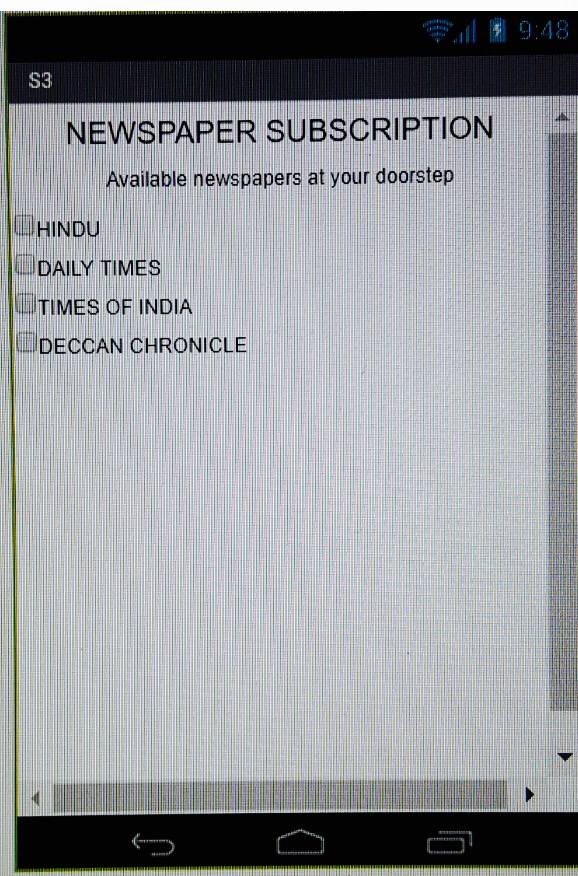 9:48
S3
NEWSPAPER SUBSCRIPTION
Available newspapers at your doorstep
HINDU
DAILY TIMES
TIMES OF INDIA
DECCAN CHRONICLE